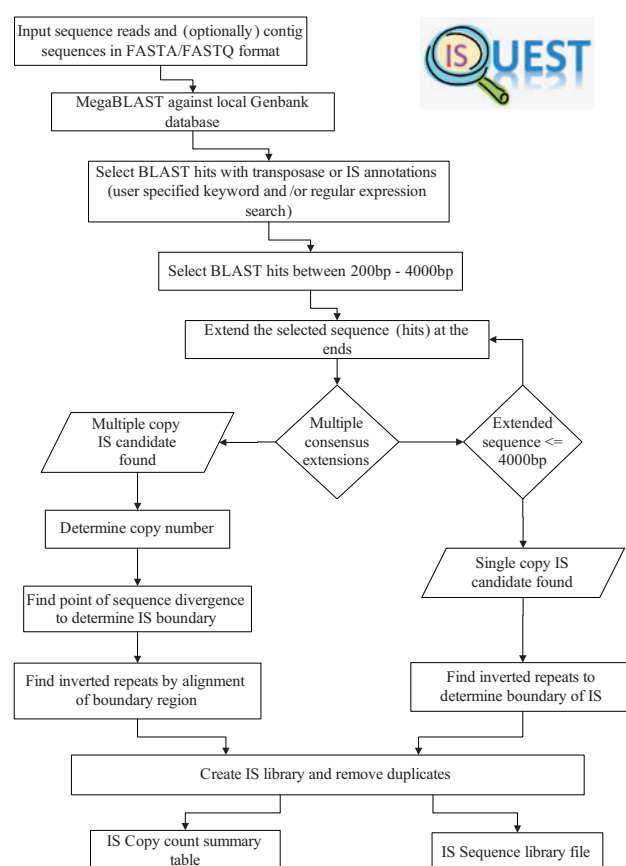 Input sequence reads and (optionally) contig
sequences in FASTA/FASTQ format
IS QUEST
MegaBLAST against local Genbank
database
Select BLAST hits with transposase or IS annotations
(user specified keyword and /or regular expression
search)
Select BLAST hits between 200bp - 4000bp
Extend the selected sequence (hits) at the
ends
Multiple copy
IS candidate
found
Multiple
consensus
extensions
Extended
sequence <=
4000bp
Determine copy number
Single copy IS
candidate found
Find point of sequence divergence
to determine IS boundary
Find inverted repeats by alignment
of boundary region
Find inverted repeats to
determine boundary of IS
Create IS library and remove duplicates
IS Copy count summary
table
IS Sequence library file